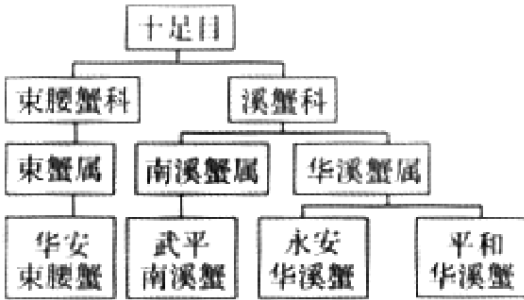 十足目
束腰蟹科
溪蟹科
束蟹属
南溪蟹属
华溪蟹属
华安
束腰蟹
武平
南溪蟹
永安
华溪蟹
平和
华溪蟹